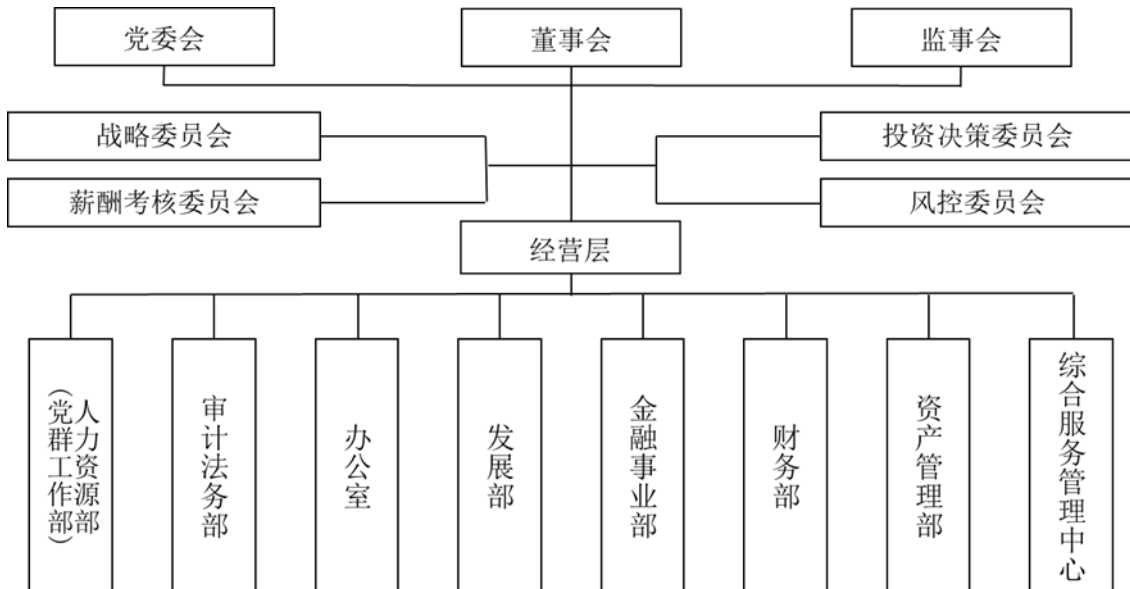 党委会
董事会
监事会
战略委员会
投资决策委员会
薪酬考核委员会
风控委员会
经营层
人力资源部
（党群工作部）
审计法务部
办公室
发展部
金融事业部
财务部
资产管理部
综合服务管理中心